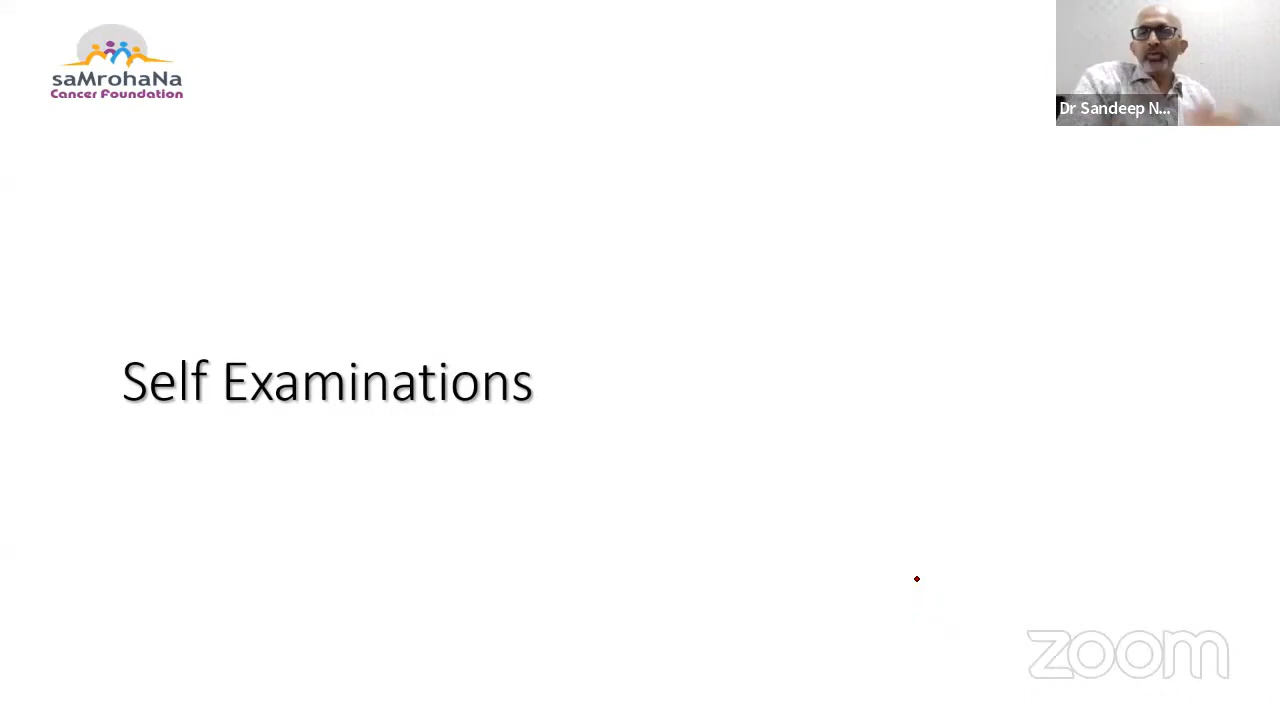 saMrohaNa
Cancer Foundation
Dr Sandeep N...
Self Examinations
zoom